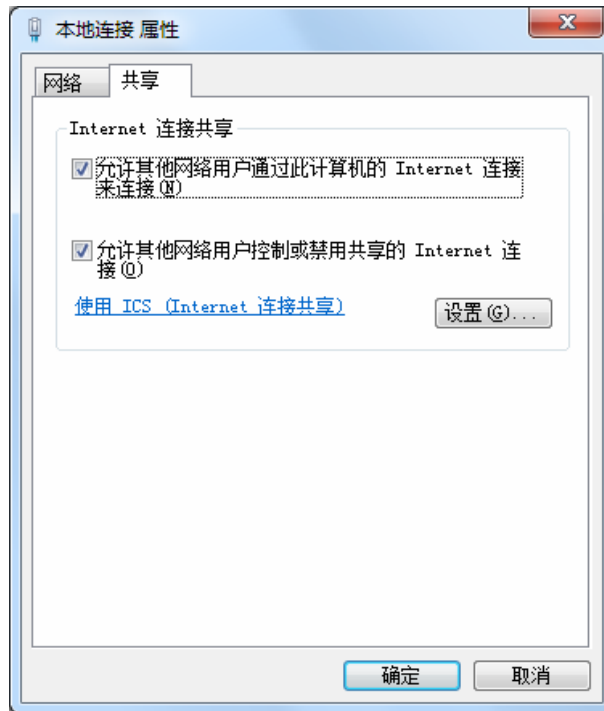 本地连接 属性
网络 共享
Internet 连接共享
允许其他网络用户通过此计算机的 Internet 连接
来连接(N)
允许其他网络用户控制或禁用共享的 Internet 连
接(O)
使用 ICS (Internet 连接共享)
设置(G)...
确定 取消